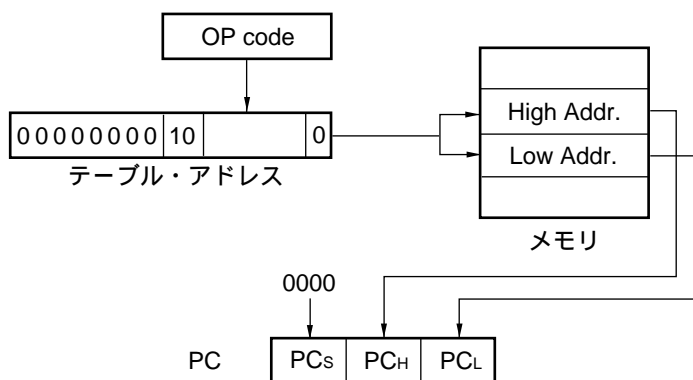 OP code
00000000 10 0
High Addr.
Low Addr.
テーブル・アドレス
メモリ
0000
PC PCS PCH PCL